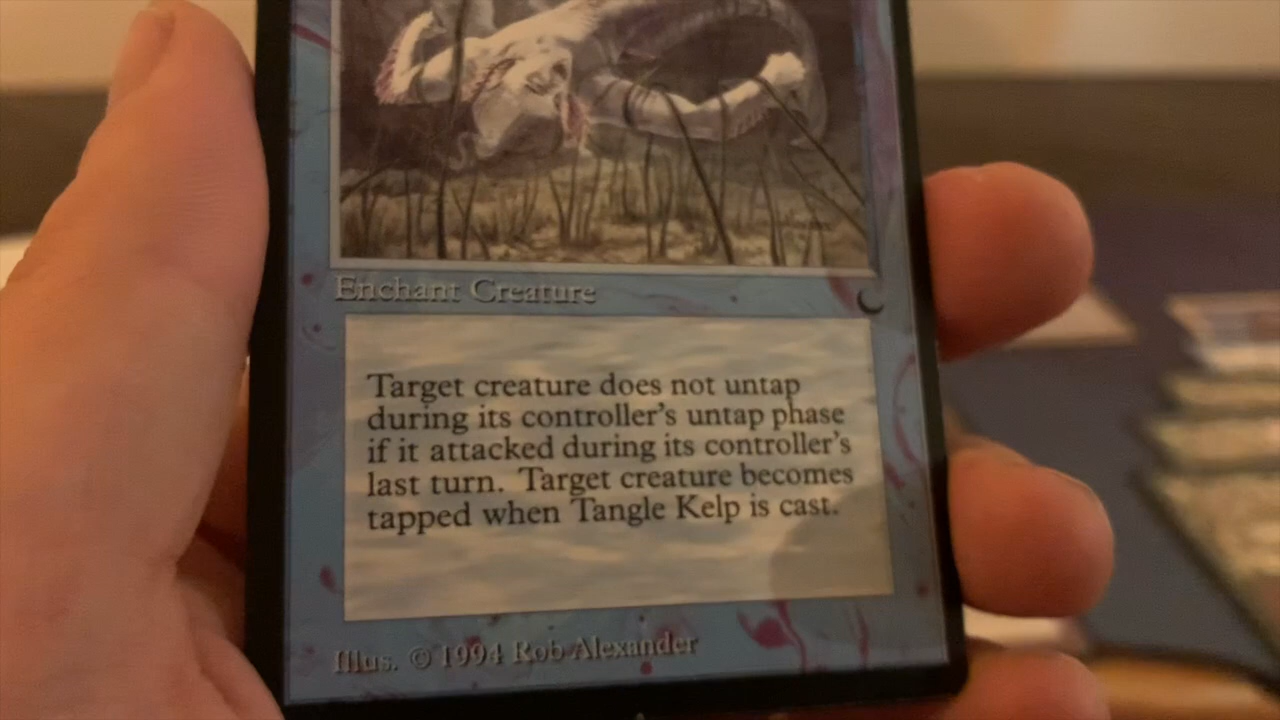 Enchant Creature
Target creature does not untap
during its controller's untap phase
if it attacked during its controller's
last turn. Target creature becomes
tapped when Tangle Kelp is cast.
Illus. © 1994 Rob Alexander